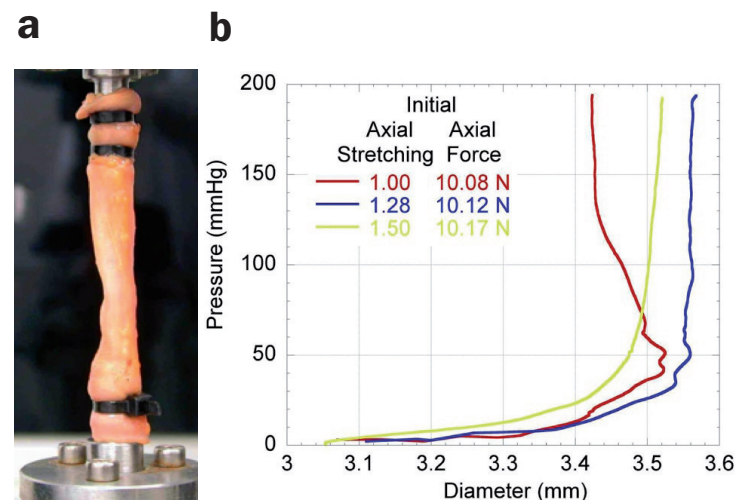 a
b
200
150
100
50
0
Pressure (mmHg)
Initial
Axial Axial
Stretching Force
1.00 10.08 N
1.28 10.12 N
1.50 10.17 N
3 3.1 3.2 3.3 3.4 3.5 3.6
Diameter (mm)